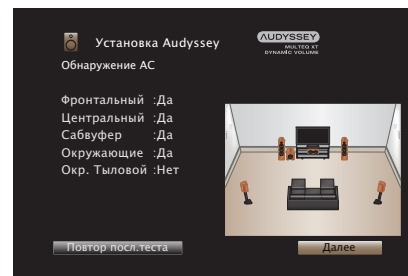 Установка Audyssey
AUDYSSEY
MULTEQ XT
DYNAMIC VOLUME
Обнаружение АС
Фронтальный :Да
Центральный :Да
Сабвуфер :Да
Окружающие :Да
Окр. Тыловой :Нет
Повтор посл.теста
Далее